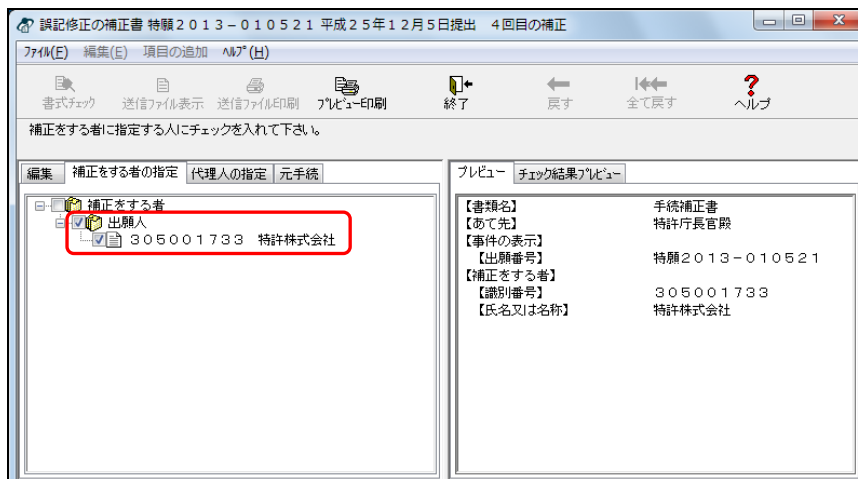 誤記修正の補正書 特願２０１３－０１０５２１ 平成２５年１２月５日提出　４回目の補正
ﾌｧｲﾙ(F)　編集(E)　項目の追加　ﾍﾙﾌﾟ(H)
書式ﾁｪｯｸ　送信ﾌｧｲﾙ表示　送信ﾌｧｲﾙ印刷　ﾌﾟﾚﾋﾞｭｰ印刷　終了　戻す　全て戻す　ヘルプ
補正をする者に指定する人にチェックを入れて下さい。
編集　補正をする者の指定　代理人の指定　元手続
補正をする者
出願人
３０５００１７３３　特許株式会社
プレビュー　チェック結果ﾌﾟﾚﾋﾞｭｰ
【書類名】　手続補正書
【あて先】　特許庁長官殿
【事件の表示】
【出願番号】　特願２０１３－０１０５２１
【補正をする者】
【識別番号】　３０５００１７３３
【氏名又は名称】　特許株式会社